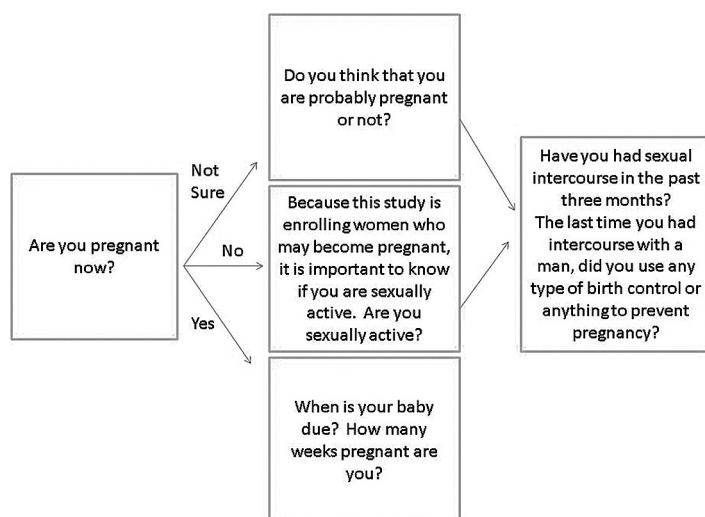 Are you pregnant
now?
Not
Sure
No
Yes
Do you think that you
are probably pregnant
or not?
Because this study is
enrolling women who
may become pregnant,
it is important to know
if you are sexually
active.  Are you
sexually active?
When is your baby
due?  How many
weeks pregnant are
you?
Have you had sexual
intercourse in the past
three months?
The last time you had
intercourse with a
man, did you use any
type of birth control or
anything to prevent
pregnancy?